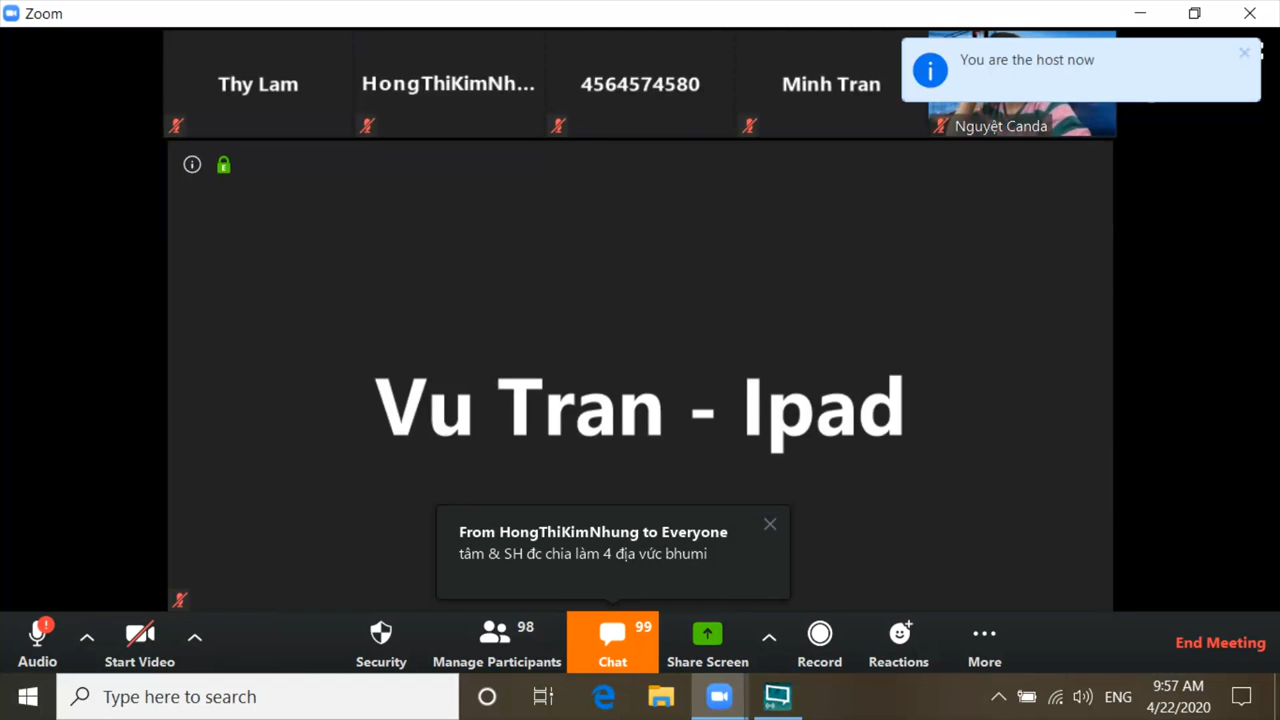 Zoom
Thy Lam
HongThiKimNh...
4564574580
Minh Tran
You are the host now
Nguyệt Canda
E
Vu Tran - Ipad
From HongThiKimNhung to Everyone
tâm & SH đc chia làm 4 địa vức bhumi
98
99
Audio
Start Video
Security
Manage Participants
Chat
Share Screen
Record
Reactions
More
End Meeting
Type here to search
ENG
9:57 AM
4/22/2020